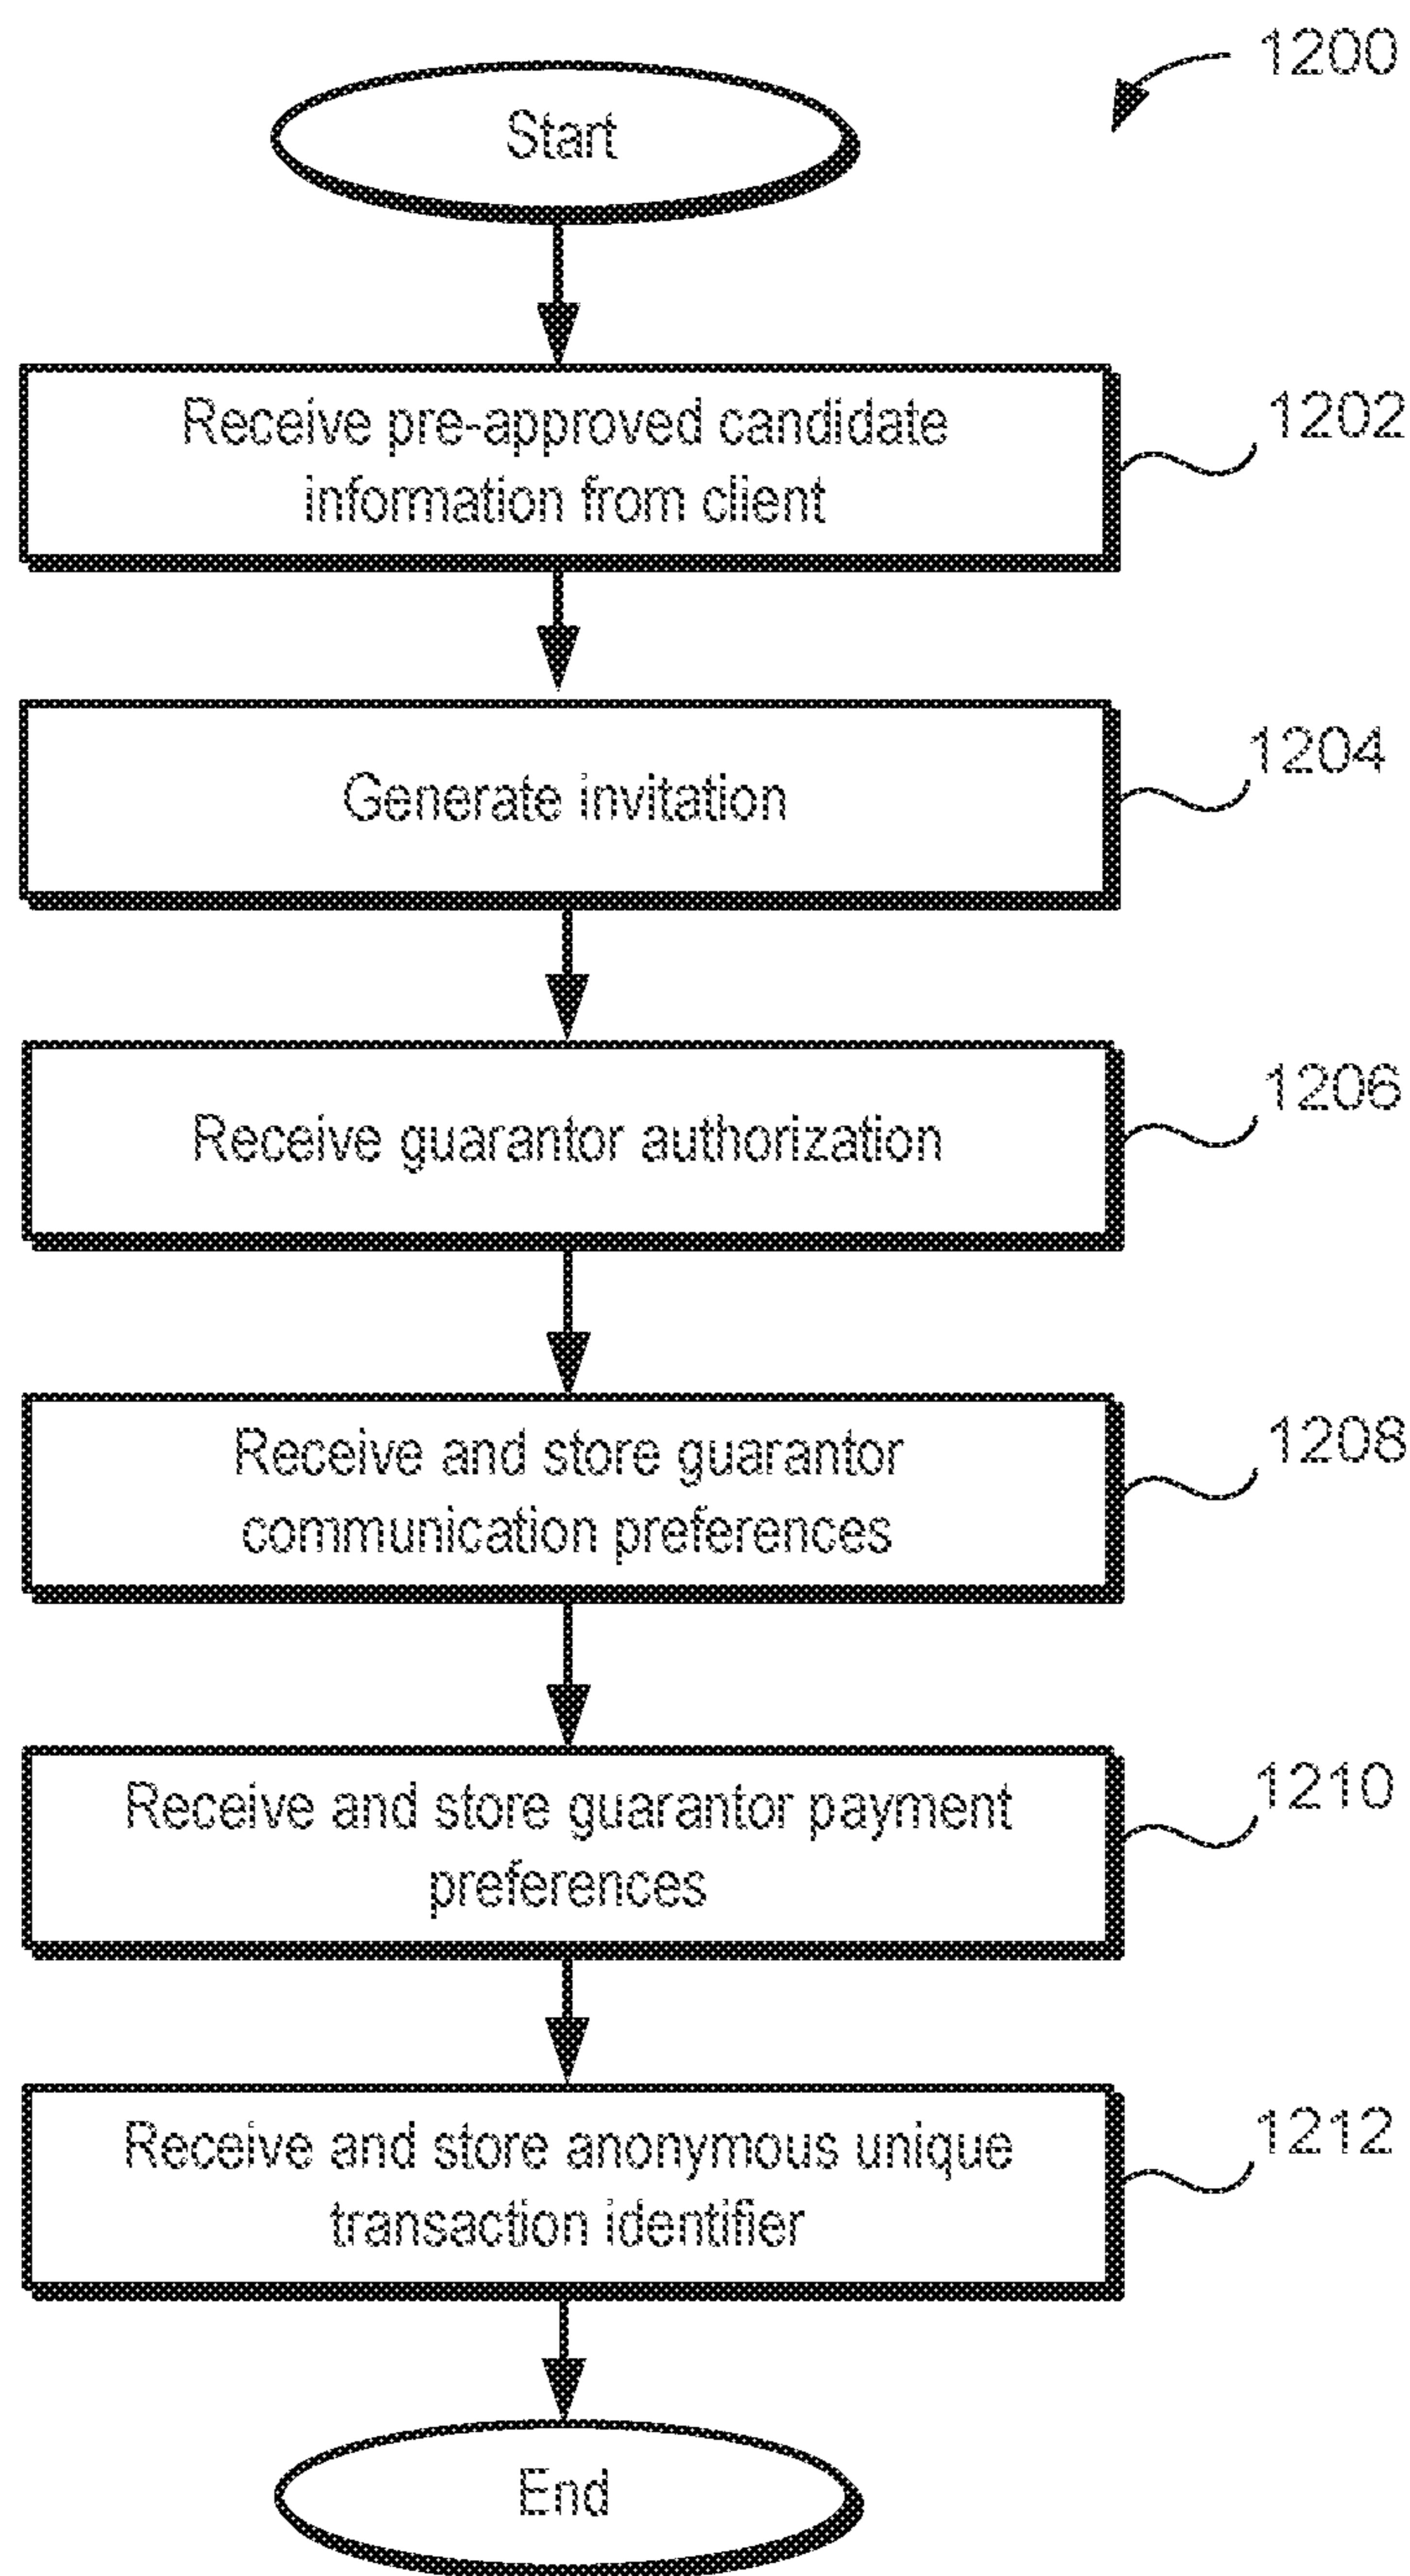 1200
Start
Receive pre-approved candidate
information from client
1202
Generate invitation
1204
Receive guarantor authorization
1206
Receive and store guarantor
communication preferences
1208
Receive and store guarantor payment
preferences
1210
Receive and store anonymous unique
transaction identifier
1212
End